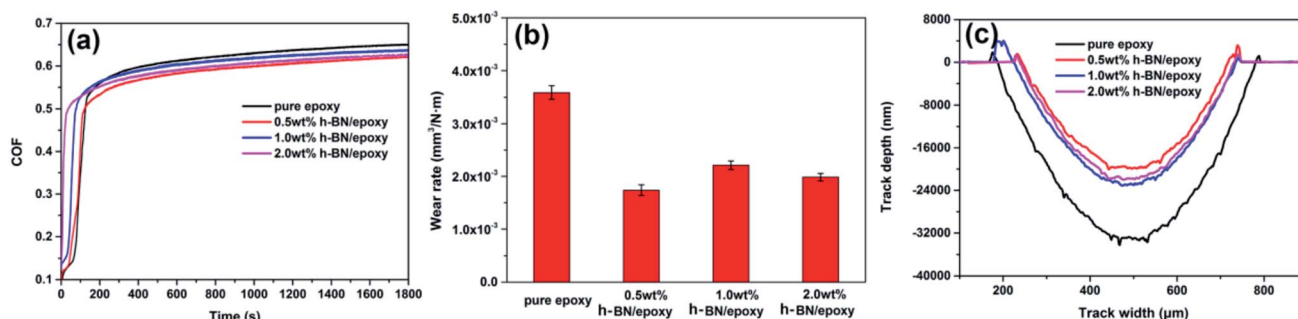 (a)
COF
0.7
0.6
0.5
0.4
0.3
0.2
0.1
pure epoxy
0.5wt% h-BN/epoxy
1.0wt% h-BN/epoxy
2.0wt% h-BN/epoxy
0 200 400 600 800 1000 1200 1400 1600 1800
Time (s)
(b)
Wear rate (mm³/N·m)
5.0x10⁻³
4.0x10⁻³
3.0x10⁻³
2.0x10⁻³
1.0x10⁻³
0.0
pure epoxy
0.5wt%
h-BN/epoxy
1.0wt%
h-BN/epoxy
2.0wt%
h-BN/epoxy
(c)
Track depth (nm)
8000
0
-8000
-16000
-24000
-32000
-40000
pure epoxy
0.5wt% h-BN/epoxy
1.0wt% h-BN/epoxy
2.0wt% h-BN/epoxy
200 400 600 800
Track width (μm)